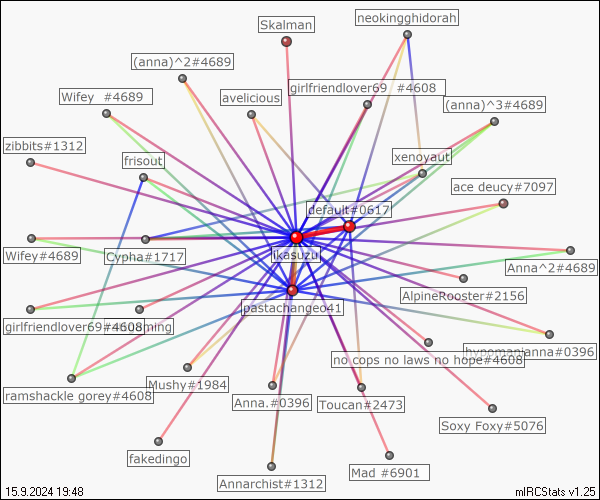 neokingghidorah
Skalman
(anna)^2#4689
girlfriendlover69 #4608
Wifey #4689
avelicious
(anna)^3#4689
zibbits#1312
frisout
xenoyaut
ace deucy#7097
default#0617
Wifey#4689
Cypha#1717
ikasuzu
Anna^2#4689
AlpineRooster#2156
pastachange041
girlfriendlover69#4608
hypomanianna#0396
no cops no laws no hope#4608
Mushy#1984
ramshackle gorey#4608
Anna.#0396
Toucan#2473
Soxy Foxy#5076
fakedingo
Mad #6901
Annarchist#1312
15.9.2024 19:48
mIRCStats v1.25